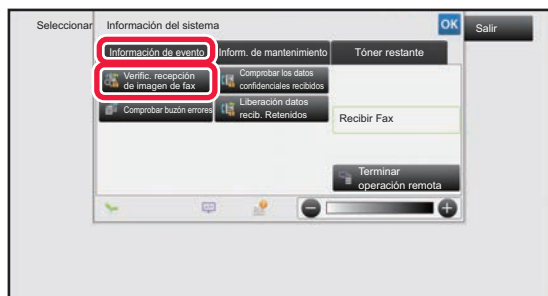 Seleccionar
Información del sistema
OK
Salir
Información de evento
Inform. de mantenimiento
Tóner restante
Verific. recepción
de imagen de fax
Comprobar los datos
confidenciales recibidos
Comprobar buzón errores
Liberación datos
recib. Retenidos
Recibir Fax
Terminar
operación remota